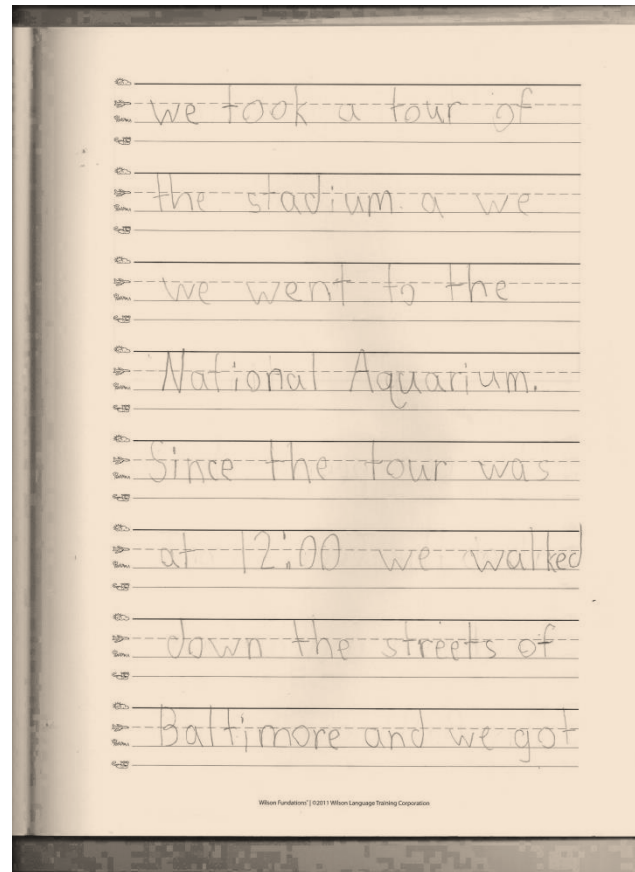 we took a tour of
the stadium. a we
we went to the
National Aquarium.
Since the tour was
at 12:00 we walked
down the streets of
Baltimore and we got
Wilson Fundations® | ©2011 Wilson Language Training Corporation